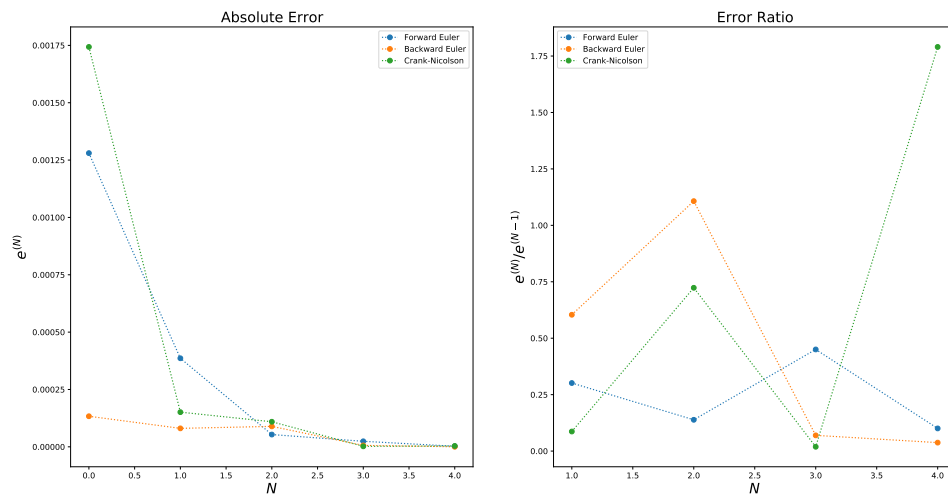 Absolute Error
Forward Euler
Backward Euler
Crank-Nicolson
0.00175
0.00150
0.00125
0.00100
0.00075
0.00050
0.00025
0.00000
e^(N)
0.0 0.5 1.0 1.5 2.0 2.5 3.0 3.5 4.0
N
Error Ratio
Forward Euler
Backward Euler
Crank-Nicolson
1.75
1.50
1.25
1.00
0.75
0.50
0.25
0.00
e^(N)/e^(N−1)
1.0 1.5 2.0 2.5 3.0 3.5 4.0
N